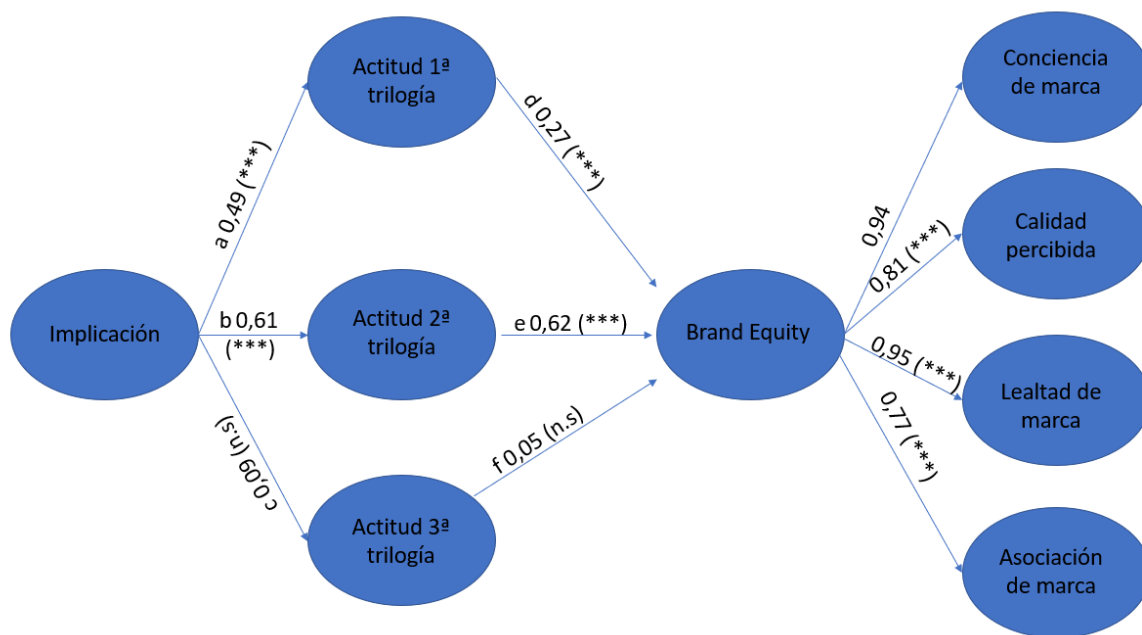 Implicación
a 0,49 (***)
b 0,61
(***)
c 0,09 (n.s)
Actitud 1ª
trilogía
Actitud 2ª
trilogía
Actitud 3ª
trilogía
d 0,27 (***)
e 0,62 (***)
f 0,05 (n.s)
Brand Equity
0,94
0,81 (***)
0,95 (***)
0,77 (***)
Conciencia
de marca
Calidad
percibida
Lealtad de
marca
Asociación
de marca